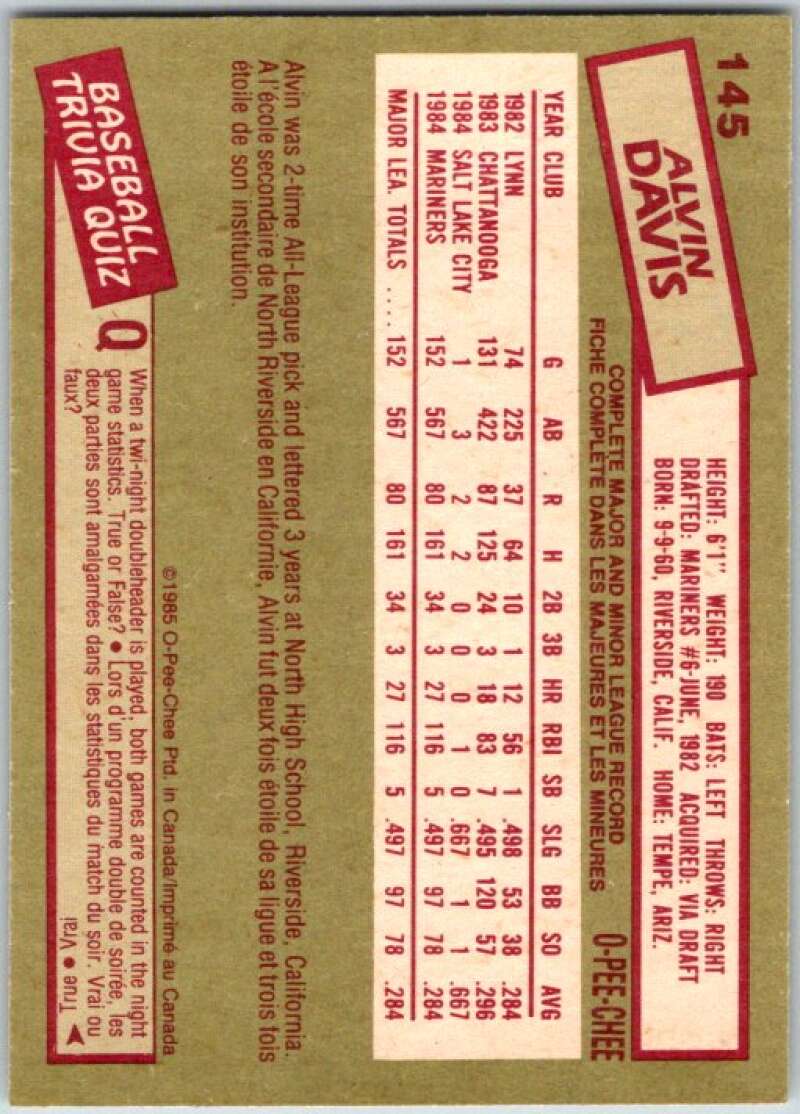 145
ALVIN
DAVIS
HEIGHT: 6'1" WEIGHT: 190 BATS: LEFT THROWS: RIGHT
DRAFTED: MARINERS #6-JUNE, 1982 ACQUIRED: VIA DRAFT
BORN: 9-9-60, RIVERSIDE, CALIF. HOME: TEMPE, ARIZ.
COMPLETE MAJOR AND MINOR LEAGUE RECORD
FICHE COMPLÈTE DANS LES MAJEURES ET LES MINEURES
O-PEE-CHEE
YEAR CLUB G AB R H 2B 3B HR RBI SB SLG BB SO AVG
1982 LYNN 74 225 37 64 10 1 12 56 1 .498 53 38 .284
1983 CHATTANOOGA 131 422 87 125 24 3 18 83 7 .495 120 57 .296
1984 SALT LAKE CITY 1 3 2 2 0 0 0 1 0 .667 1 1 .667
1984 MARINERS 152 567 80 161 34 3 27 116 5 .497 97 78 .284
MAJOR LEA. TOTALS .... 152 567 80 161 34 3 27 116 5 .497 97 78 .284
Alvin was 2-time All-League pick and lettered 3 years at North High School, Riverside, California.
A l'école secondaire de North Riverside en Californie, Alvin fut deux fois étoile de sa ligue et trois fois
étoile de son institution.
©1985 O-Pee-Chee Ptd. in Canada/Imprimé au Canada
BASEBALL
TRIVIA QUIZ
Q
When a twi-night doubleheader is played, both games are counted in the night
game statistics. True or False? • Lors d'un programme double de soirée, les
deux parties sont amalgamées dans les statistiques du match du soir. Vrai ou
faux?
True • Vrai